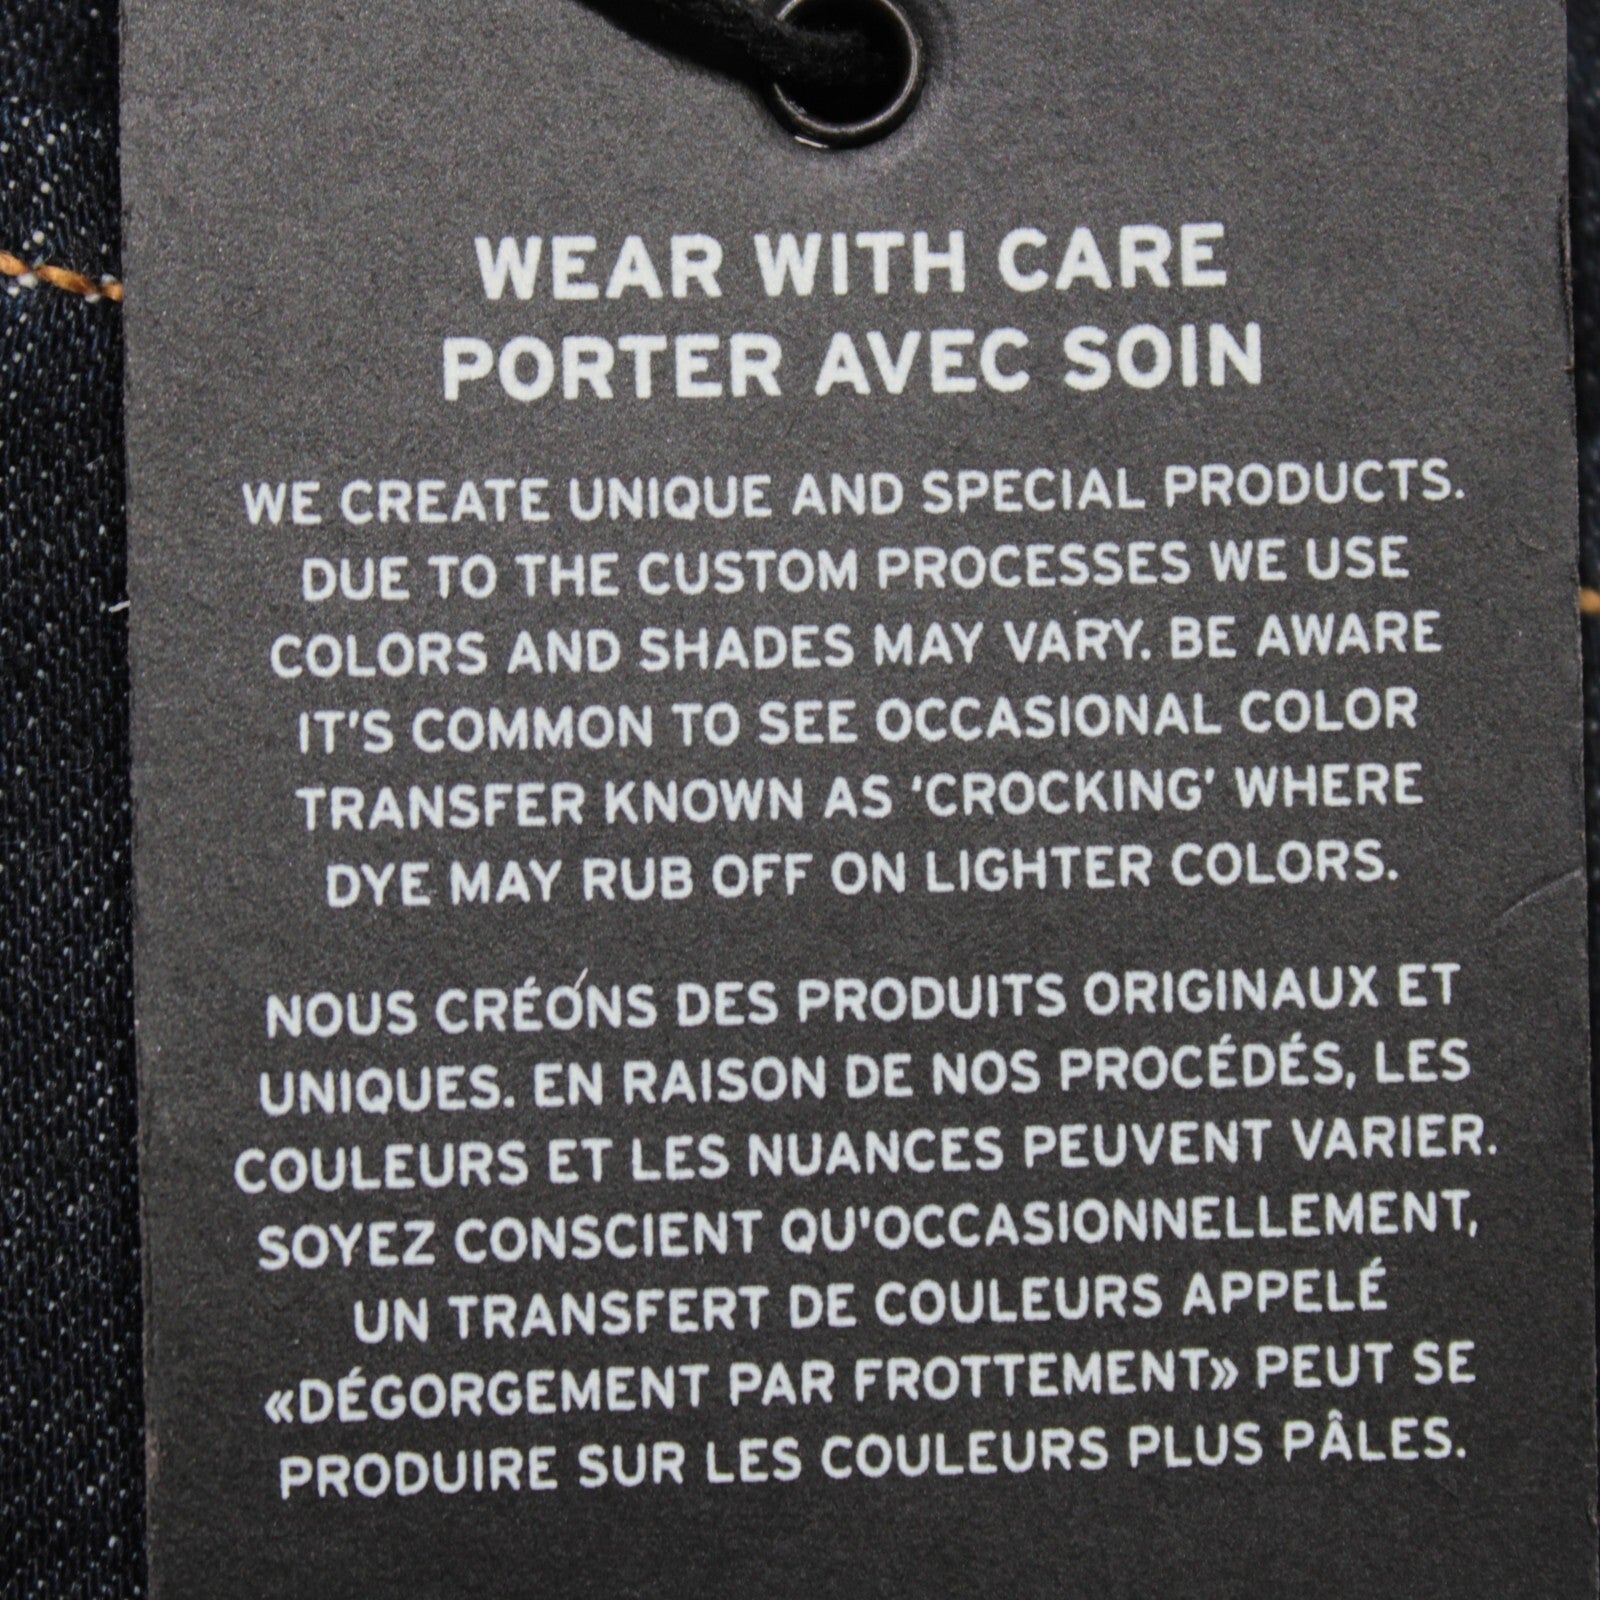 WEAR WITH CARE
PORTER AVEC SOIN
WE CREATE UNIQUE AND SPECIAL PRODUCTS.
DUE TO THE CUSTOM PROCESSES WE USE
COLORS AND SHADES MAY VARY. BE AWARE
IT'S COMMON TO SEE OCCASIONAL COLOR
TRANSFER KNOWN AS 'CROCKING' WHERE
DYE MAY RUB OFF ON LIGHTER COLORS.
NOUS CRÉONS DES PRODUITS ORIGINAUX ET
UNIQUES. EN RAISON DE NOS PROCÉDÉS, LES
COULEURS ET LES NUANCES PEUVENT VARIER.
SOYEZ CONSCIENT QU'OCCASIONNELLEMENT,
UN TRANSFERT DE COULEURS APPELÉ
«DÉGORGEMENT PAR FROTTEMENT» PEUT SE
PRODUIRE SUR LES COULEURS PLUS PÂLES.